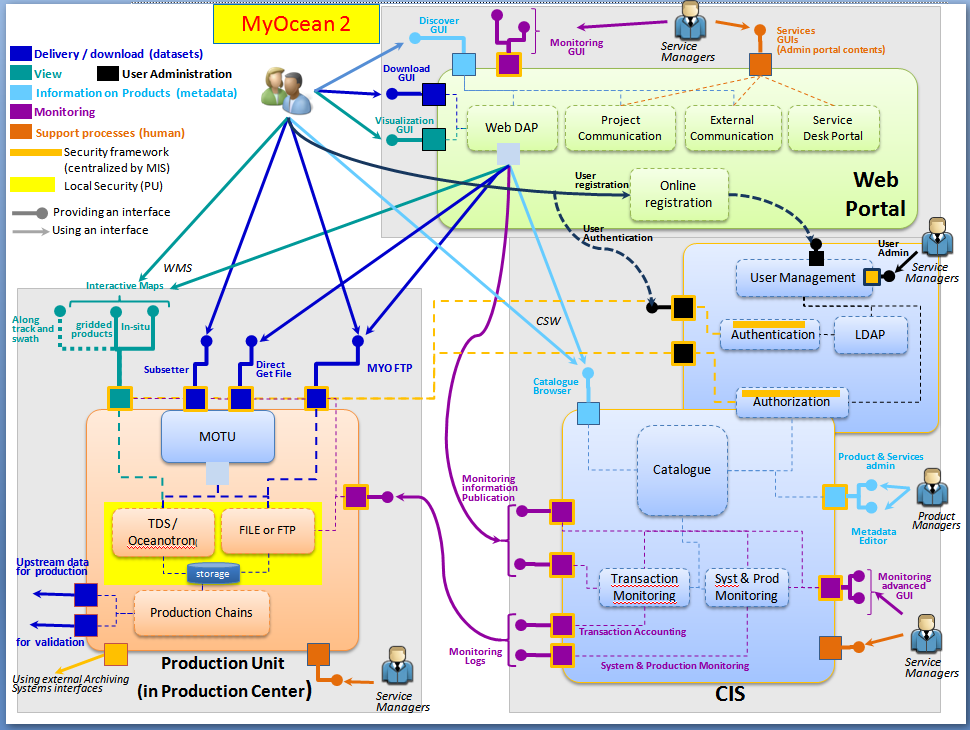 MyOcean 2
Delivery / download (datasets)
View
User Administration
Information on Products (metadata)
Monitoring
Support processes (human)
Security framework
(centralized by MIS)
Local Security (PU)
Providing an interface
Using an interface
Discover
GUI
Monitoring
GUI
Service
Managers
Services
GUIs
(Admin portal contents)
Download
GUI
Visualization
GUI
Web DAP
Project
Communication
External
Communication
Service
Desk Portal
User
registration
Online
registration
Web
Portal
User
Authentication
User
Admin
Service
Managers
User Management
Authentication
LDAP
Authorization
WMS
Interactive Maps
Along
track and
swath
gridded
products
In-situ
Subsetter
Direct
Get File
MYO FTP
CSW
Catalogue
Browser
MOTU
TDS /
Oceanotron
FILE or FTP
storage
Production Chains
Upstream data
for production
for validation
Using external Archiving
Systems interfaces
Production Unit
(in Production Center)
Service
Managers
Catalogue
Monitoring
information
Publication
Transaction
Monitoring
Syst & Prod
Monitoring
Monitoring
Logs
Transaction Accounting
System & Production Monitoring
CIS
Product & Services
admin
Metadata
Editor
Product
Managers
Monitoring
advanced
GUI
Service
Managers